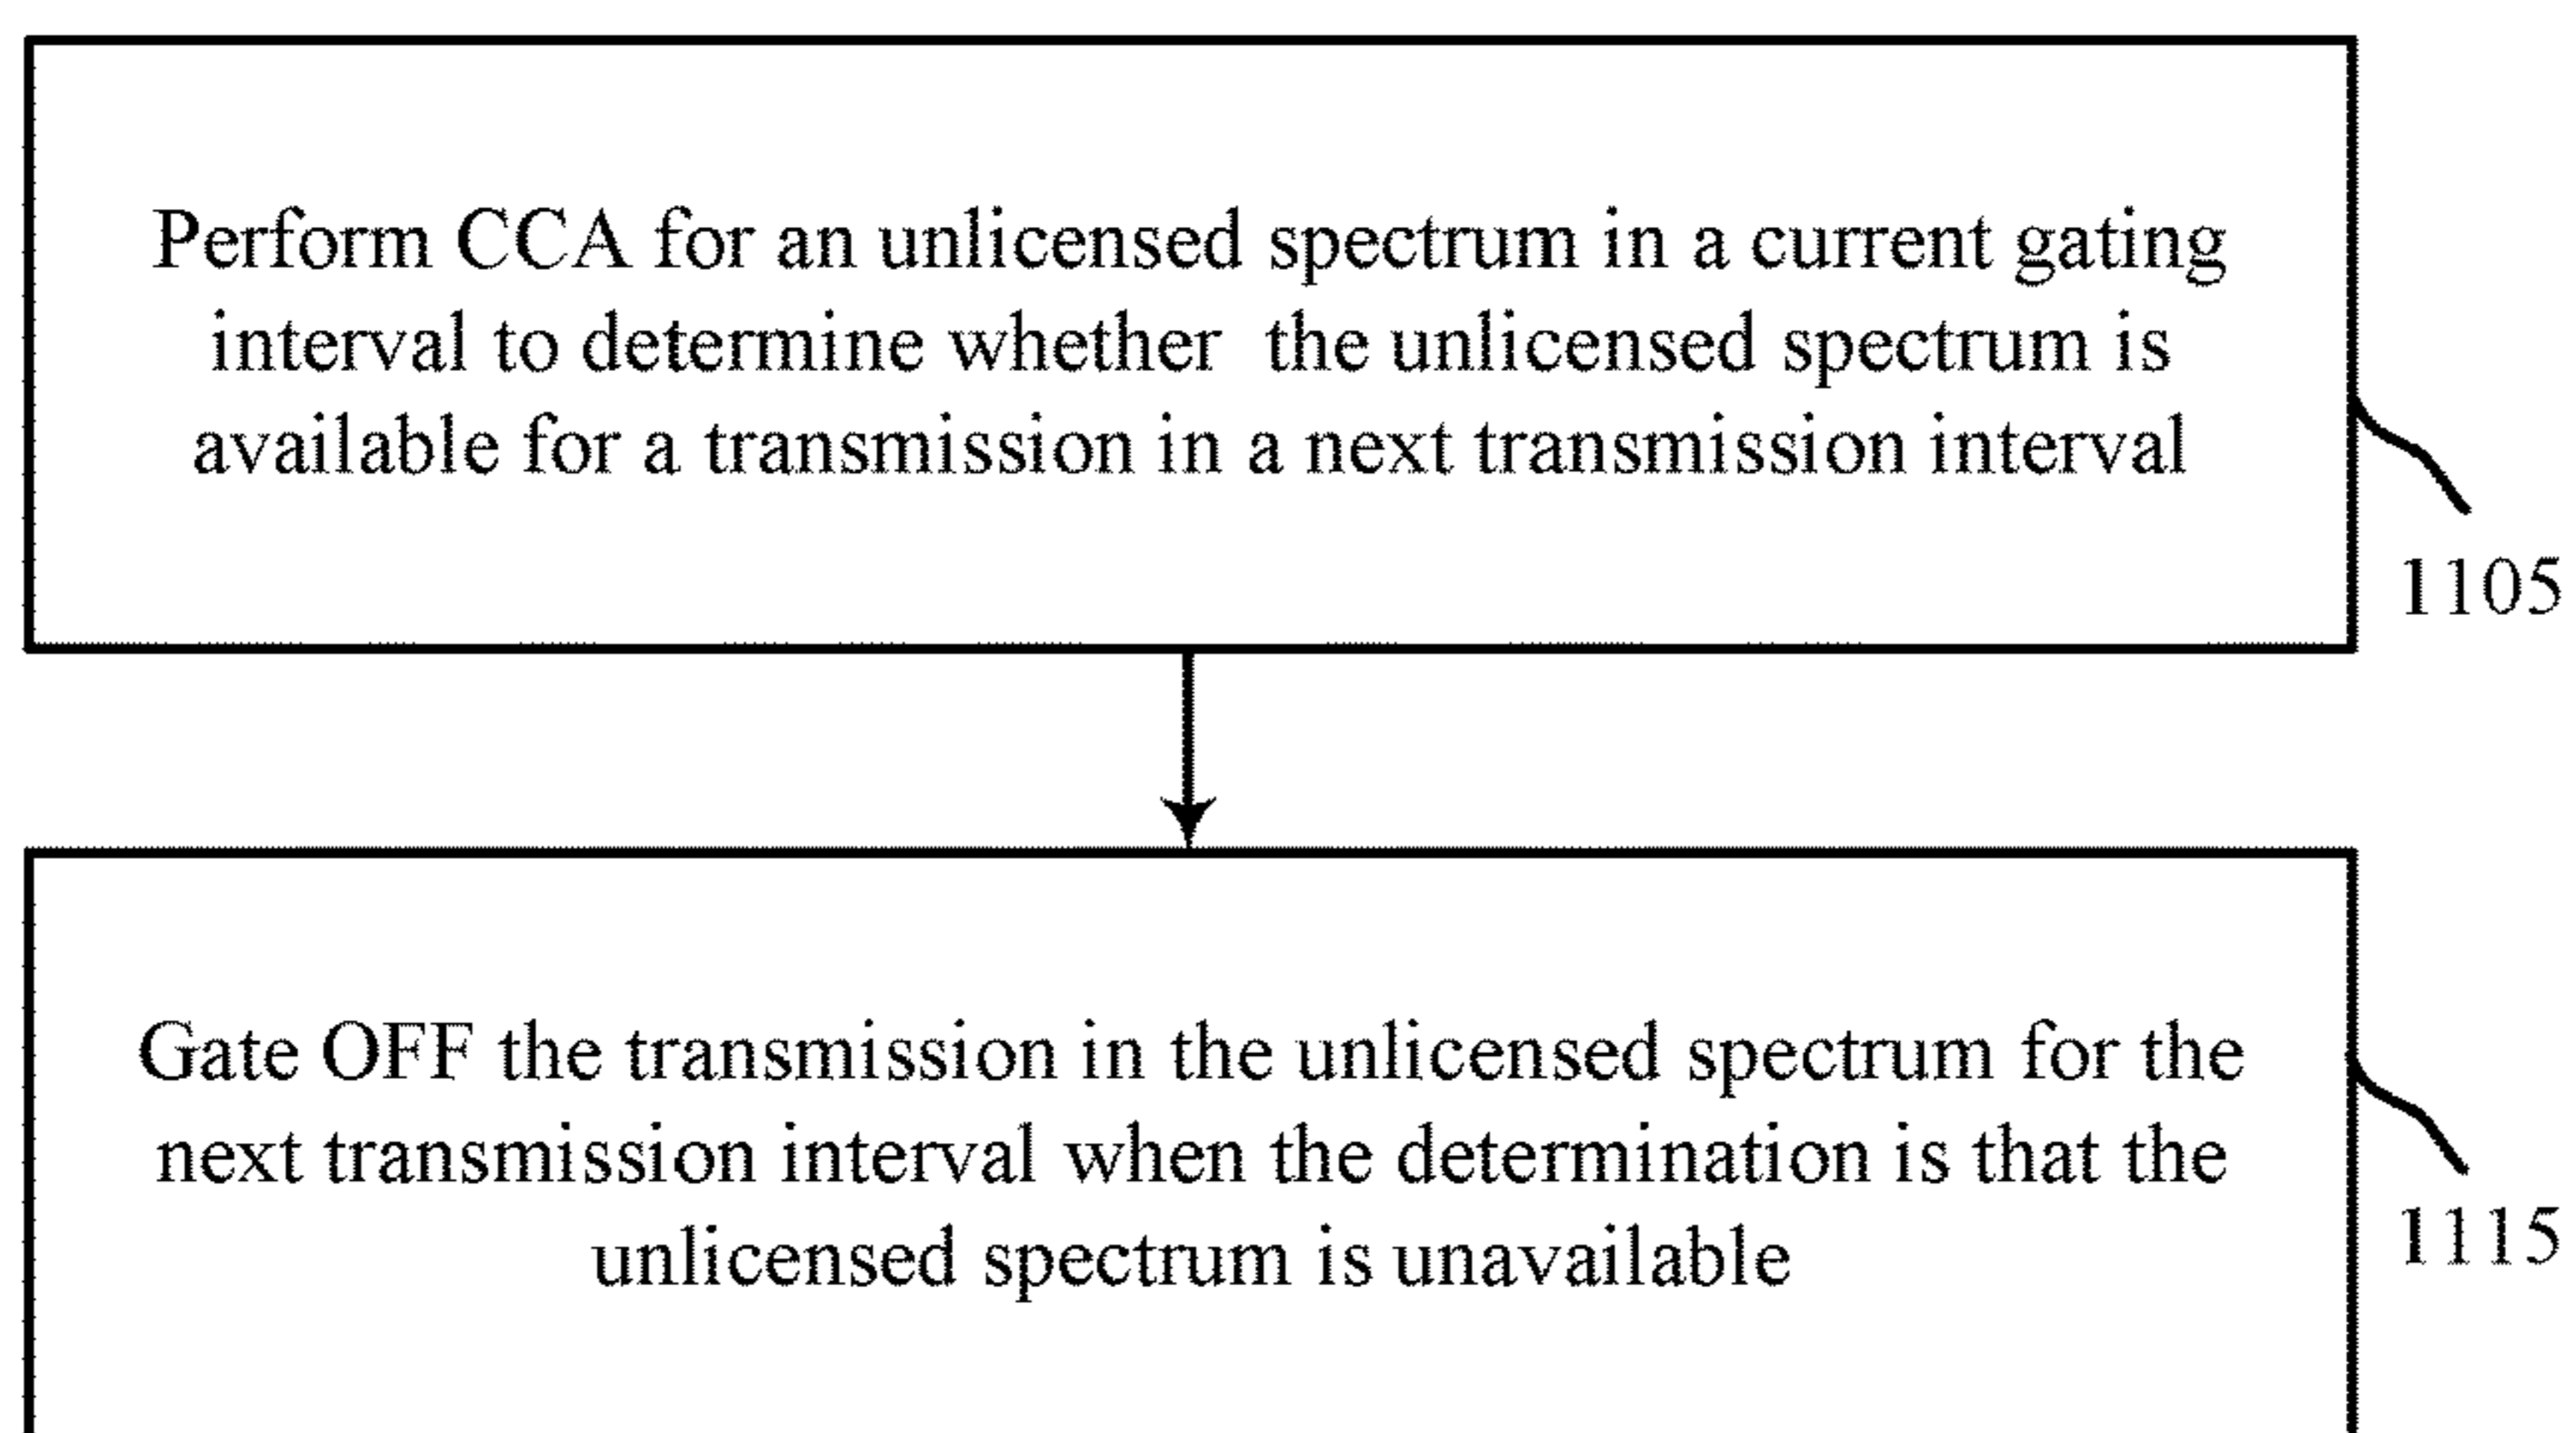 Perform CCA for an unlicensed spectrum in a current gating
interval to determine whether the unlicensed spectrum is
available for a transmission in a next transmission interval
1105
Gate OFF the transmission in the unlicensed spectrum for the
next transmission interval when the determination is that the
unlicensed spectrum is unavailable
1115